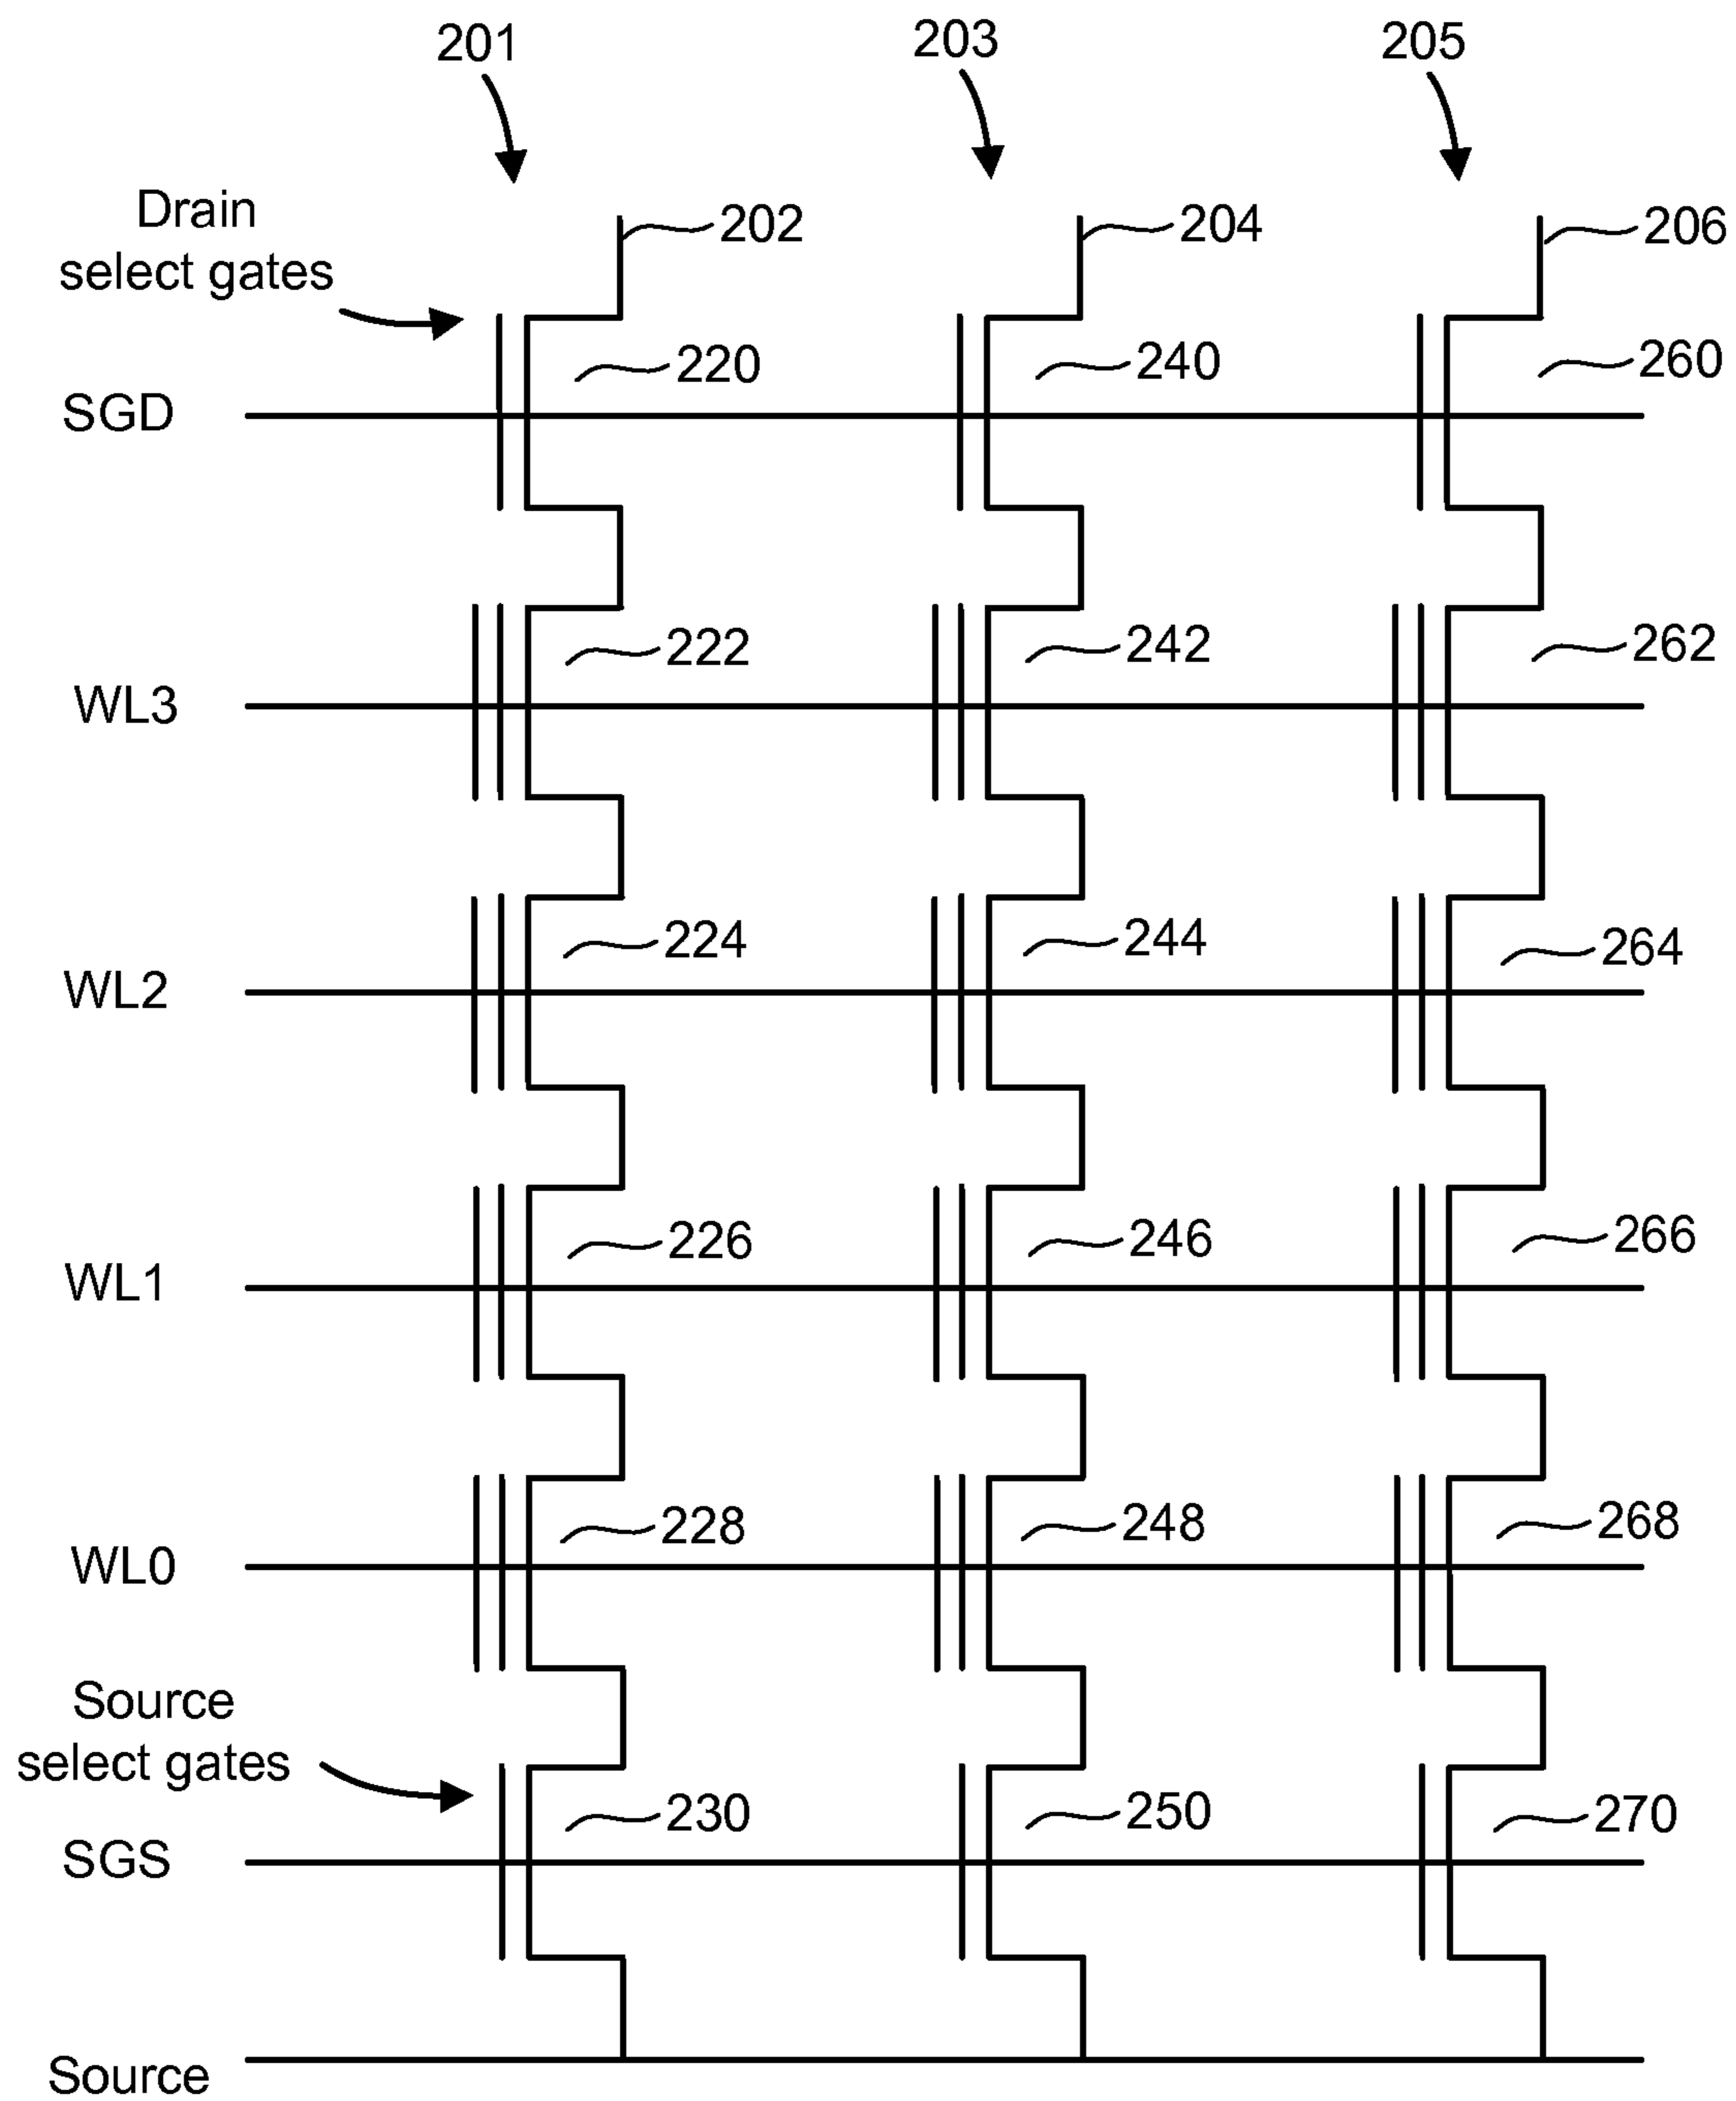 201
203
205
Drain
select gates
202
204
206
220
240
260
SGD
222
242
262
WL3
224
244
264
WL2
226
246
266
WL1
228
248
268
WL0
Source
select gates
230
250
270
SGS
Source